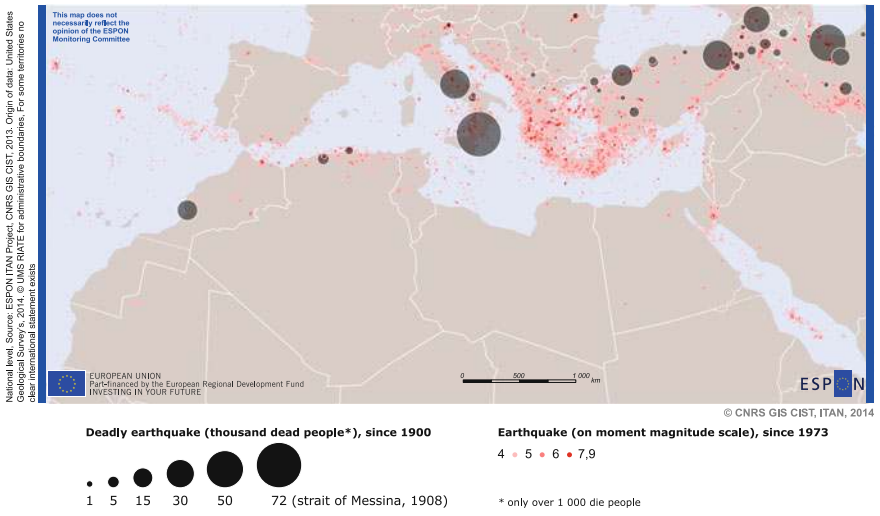 This map does not
necessarily reflect the
opinion of the ESPON
Monitoring Committee
National level, Source: ESPON ITAN Project, CNRS GIS CIST, 2013. Origin of data: United States
Geological Survey's, 2014. © UMS RIATE for administrative boundaries, For some territories no
clear international statement exists
EUROPEAN UNION
Part-financed by the European Regional Development Fund
INVESTING IN YOUR FUTURE
0 500 1 000
km
ESPON
© CNRS GIS CIST, ITAN, 2014
Deadly earthquake (thousand dead people*), since 1900
1 5 15 30 50 72 (strait of Messina, 1908)
Earthquake (on moment magnitude scale), since 1973
4 5 6 7,9
* only over 1 000 die people